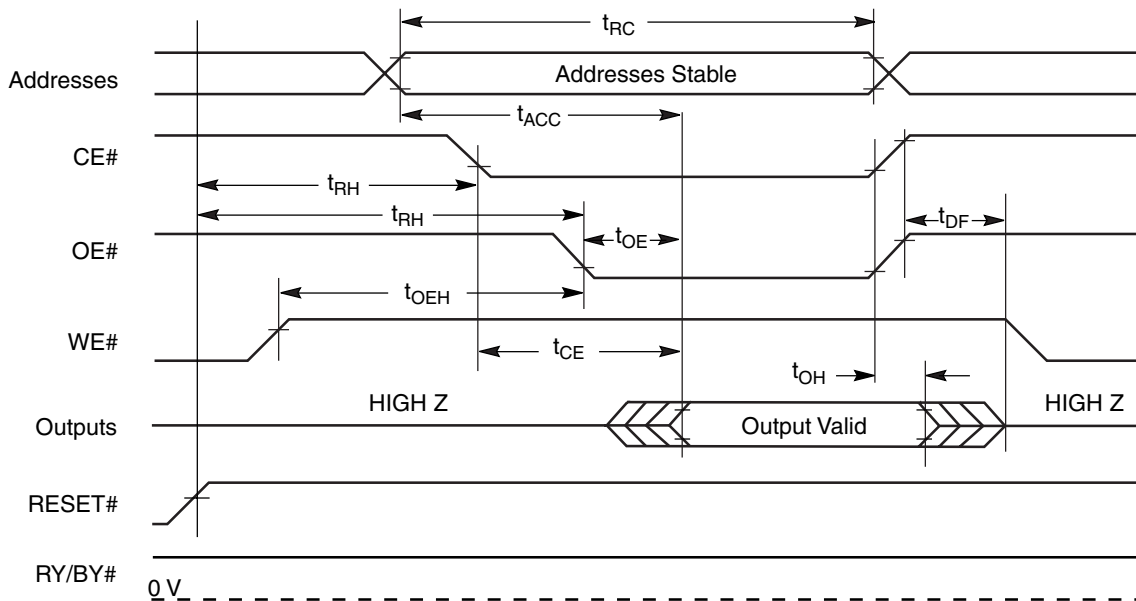 tRC
Addresses
Addresses Stable
tACC
CE#
tRH
tRH
tDF
OE#
tOE
tOEH
WE#
tCE
tOH
HIGH Z
HIGH Z
Outputs
Output Valid
RESET#
RY/BY#
0 V